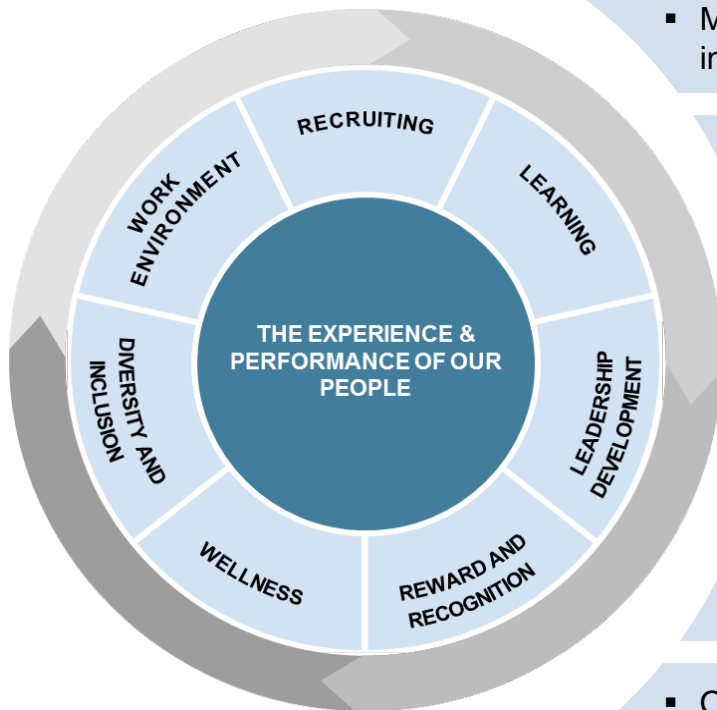 RECRUITING
LEARNING
LEADERSHIP
DEVELOPMENT
REWARD AND
RECOGNITION
WELLNESS
DIVERSITY AND
INCLUSION
WORK
ENVIRONMENT
THE EXPERIENCE &
PERFORMANCE OF OUR
PEOPLE